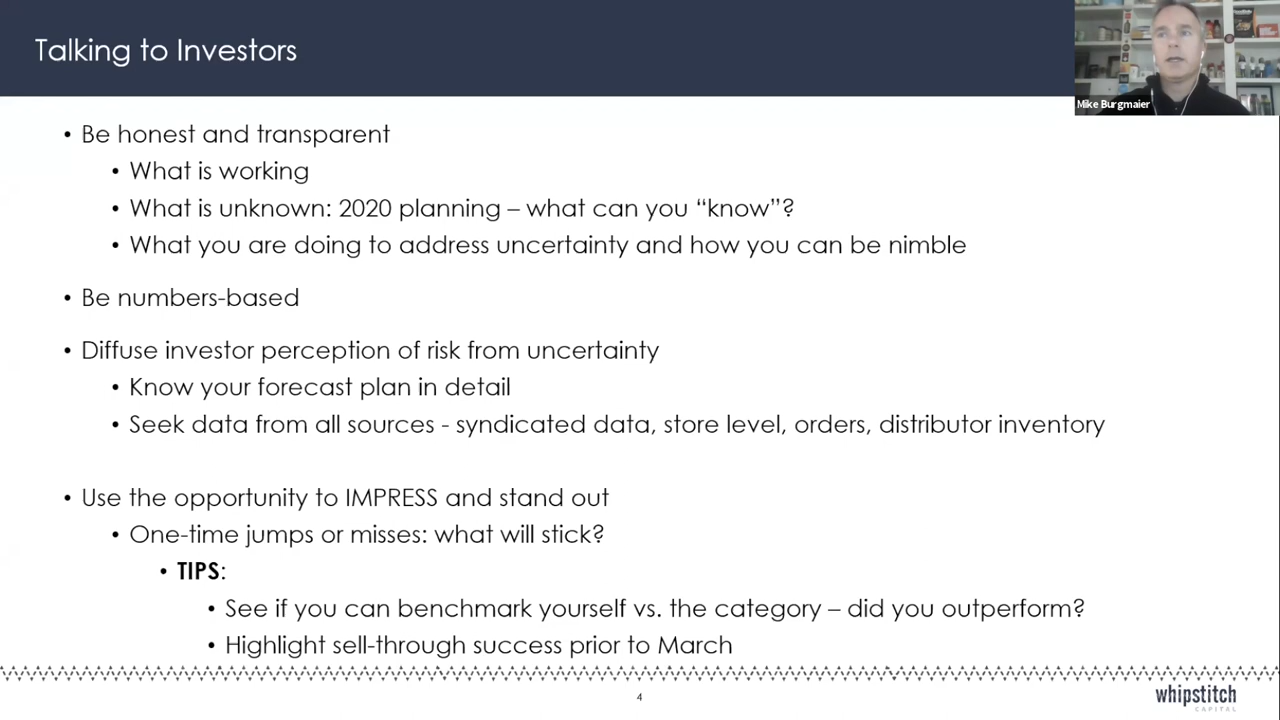 Talking to Investors
Mike Burgmaier
• Be honest and transparent
• What is working
• What is unknown: 2020 planning – what can you “know”?
• What you are doing to address uncertainty and how you can be nimble
• Be numbers-based
• Diffuse investor perception of risk from uncertainty
• Know your forecast plan in detail
• Seek data from all sources - syndicated data, store level, orders, distributor inventory
• Use the opportunity to IMPRESS and stand out
• One-time jumps or misses: what will stick?
• TIPS:
• See if you can benchmark yourself vs. the category – did you outperform?
• Highlight sell-through success prior to March
4
whipstitch
CAPITAL